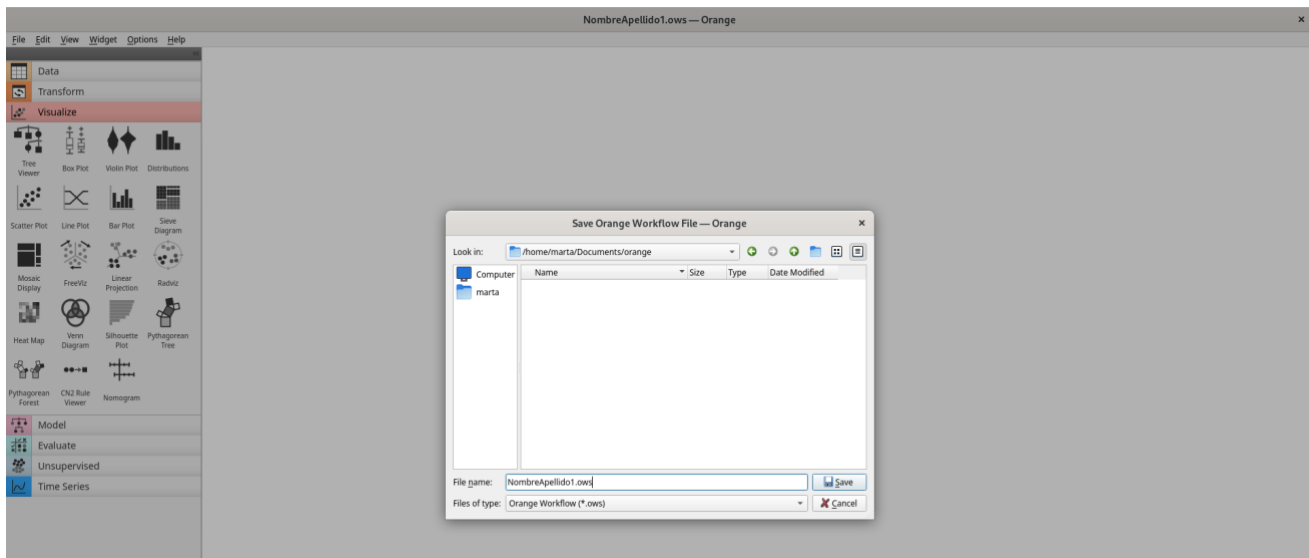 NombreApellido1.ows — Orange
File Edit View Widget Options Help
Data
Transform
Visualize
Tree Viewer
Box Plot
Violin Plot
Distributions
Scatter Plot
Line Plot
Bar Plot
Sieve Diagram
Mosaic Display
FreeViz
Linear Projection
Radviz
Heat Map
Venn Diagram
Silhouette Plot
Pythagorean Tree
Pythagorean Forest
CN2 Rule Viewer
Nomogram
Model
Evaluate
Unsupervised
Time Series
Save Orange Workflow File — Orange
Look in: /home/marta/Documents/orange
Computer
marta
Name Size Type Date Modified
File name: NombreApellido1.ows Save
Files of type: Orange Workflow (*.ows) Cancel